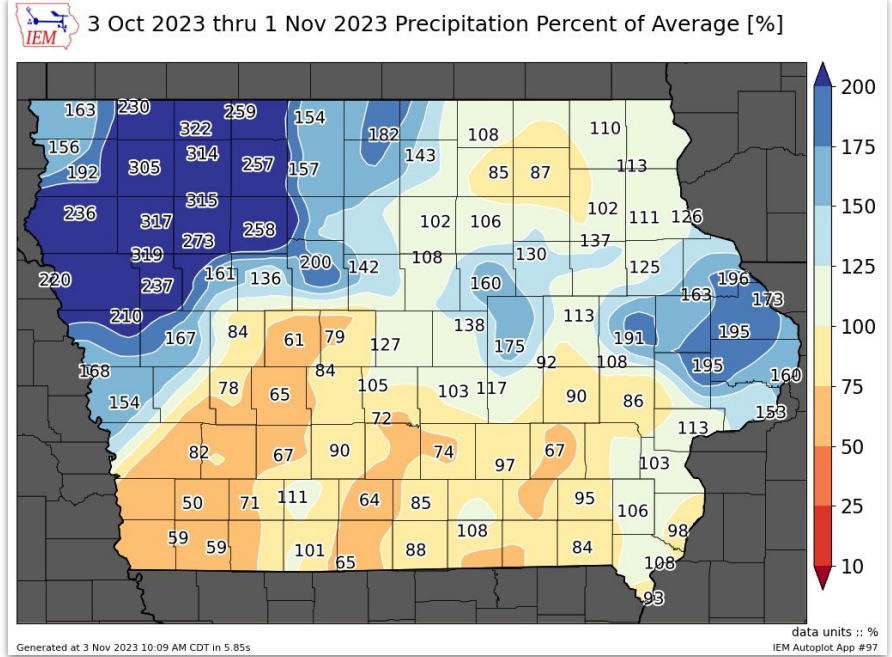 IEM
3 Oct 2023 thru 1 Nov 2023 Precipitation Percent of Average [%]
163 230 259 154 182 108 110
322
156 192 305 314 257 157 143 85 87 113
236 315 102
317 273 258 102 106 111 126
319 108 130 137
220 237 161 136 200 142 160 125 163 196 173
210 167 84 61 79 127 138 175 113 191 195
168 154 78 65 84 105 103 117 92 108 195 160
72 90 86 153
82 67 90 74 97 67 113 103
50 71 111 64 85 95 106
59 59 101 65 88 108 84 98 108
93
200
175
150
125
100
75
50
25
10
data units :: %
Generated at 3 Nov 2023 10:09 AM CDT in 5.85s
IEM Autoplot App #97